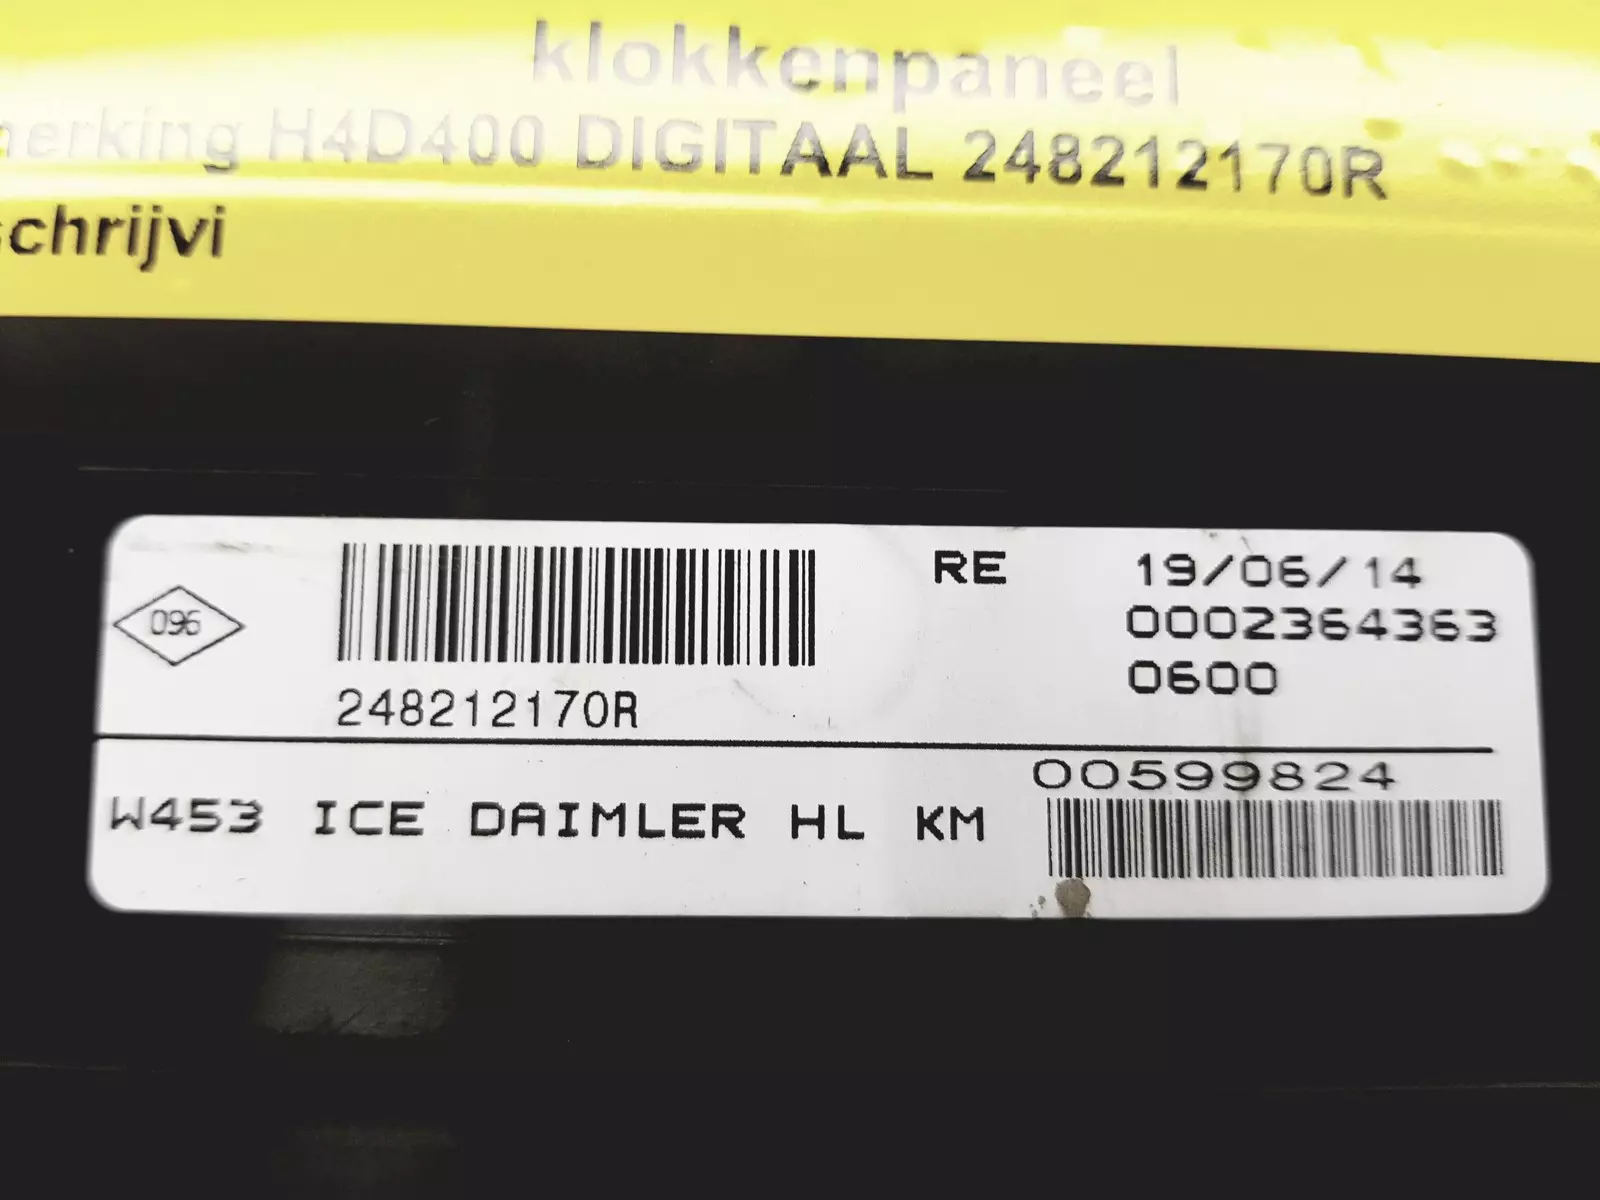 klokkenpaneel
merking H4D400 DIGITAAL 248212170R
schrijvi
RE 19/06/14
096
0002364363
0600
248212170R
00599824
W453 ICE DAIMLER HL KM